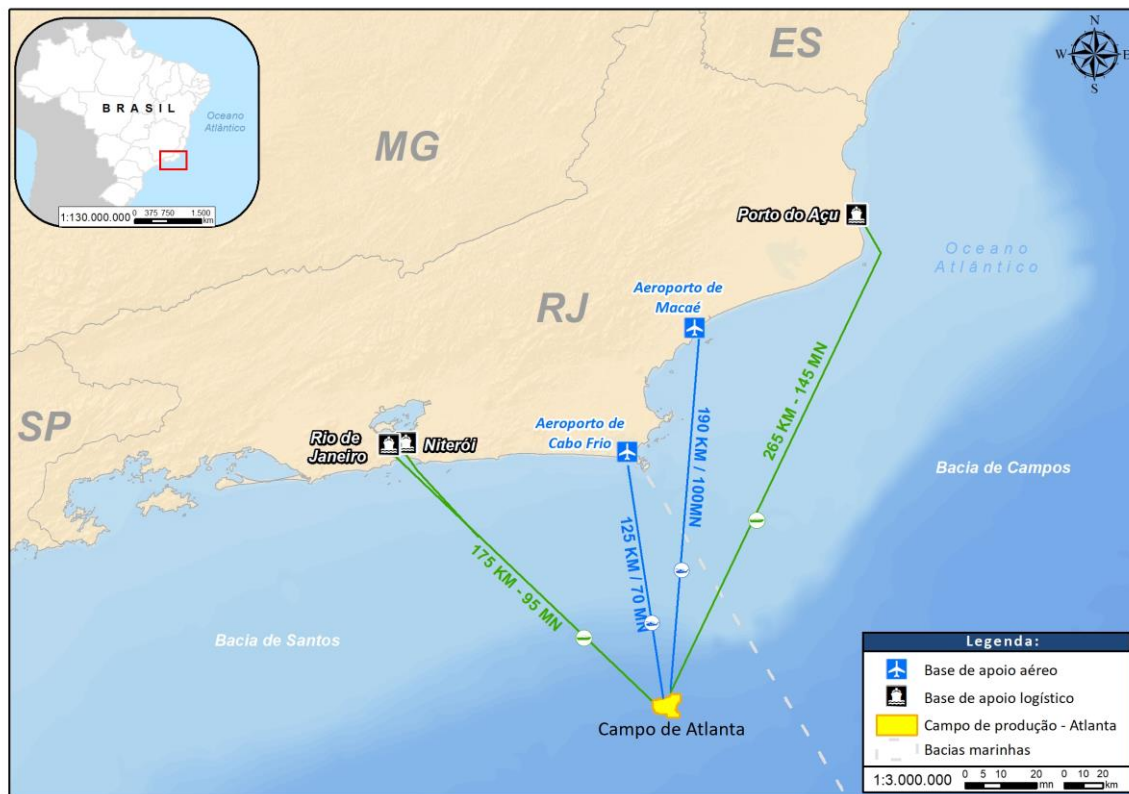 BRASIL
Oceano
Atlântico
1:130.000.000
0 375 750 1.500
km
ES
N
W E
S
MG
Porto do Açu
Oceano
Atlântico
Aeroporto de
Macaé
RJ
SP
Rio de
Janeiro
Niterói
Aeroporto de
Cabo Frio
265 KM - 145 MN
190 KM / 100MN
Bacia de Campos
175 KM - 95 MN
125 KM / 70 MN
Bacia de Santos
Campo de Atlanta
Legenda:
Base de apoio aéreo
Base de apoio logístico
Campo de produção - Atlanta
Bacias marinhas
1:3.000.000
0 5 10 20
mn
0 10 20
km